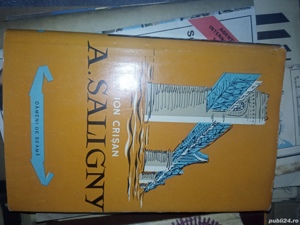 ION CRIȘAN
A. SALIGNY
OAMENI DE SEAMĂ
publi24.ro